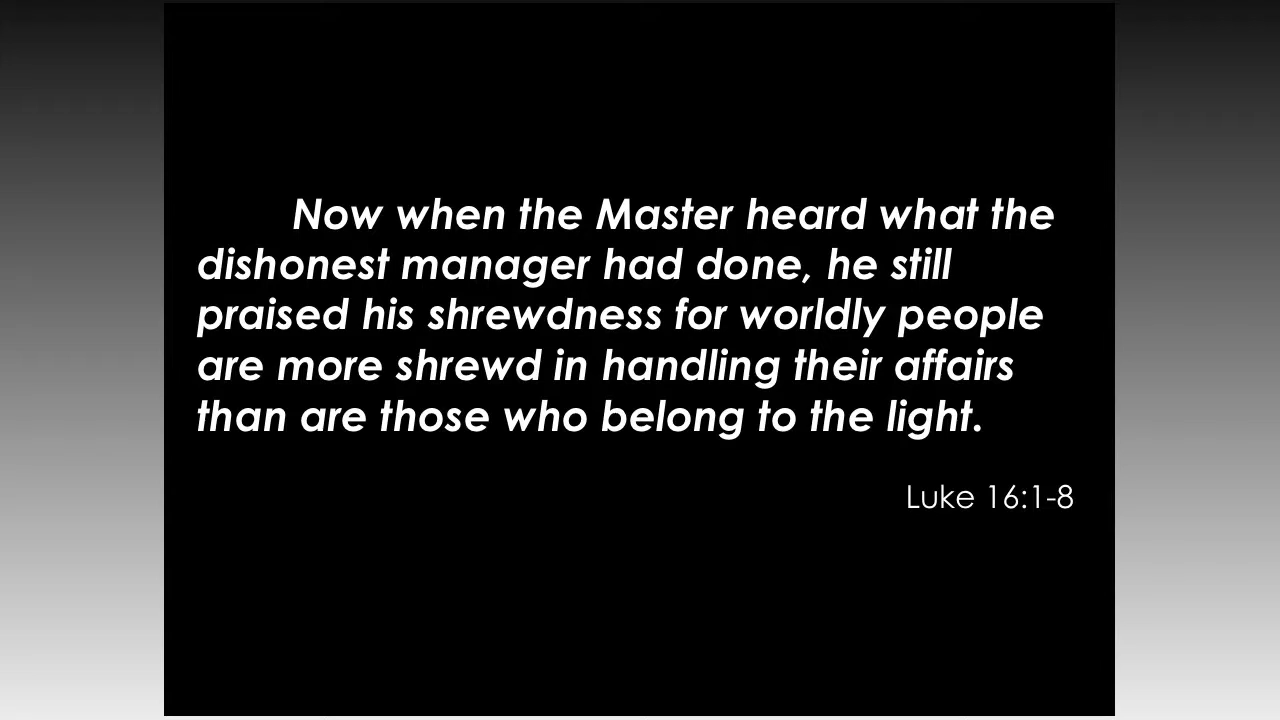 Now when the Master heard what the
dishonest manager had done, he still
praised his shrewdness for worldly people
are more shrewd in handling their affairs
than are those who belong to the light.
Luke 16:1-8